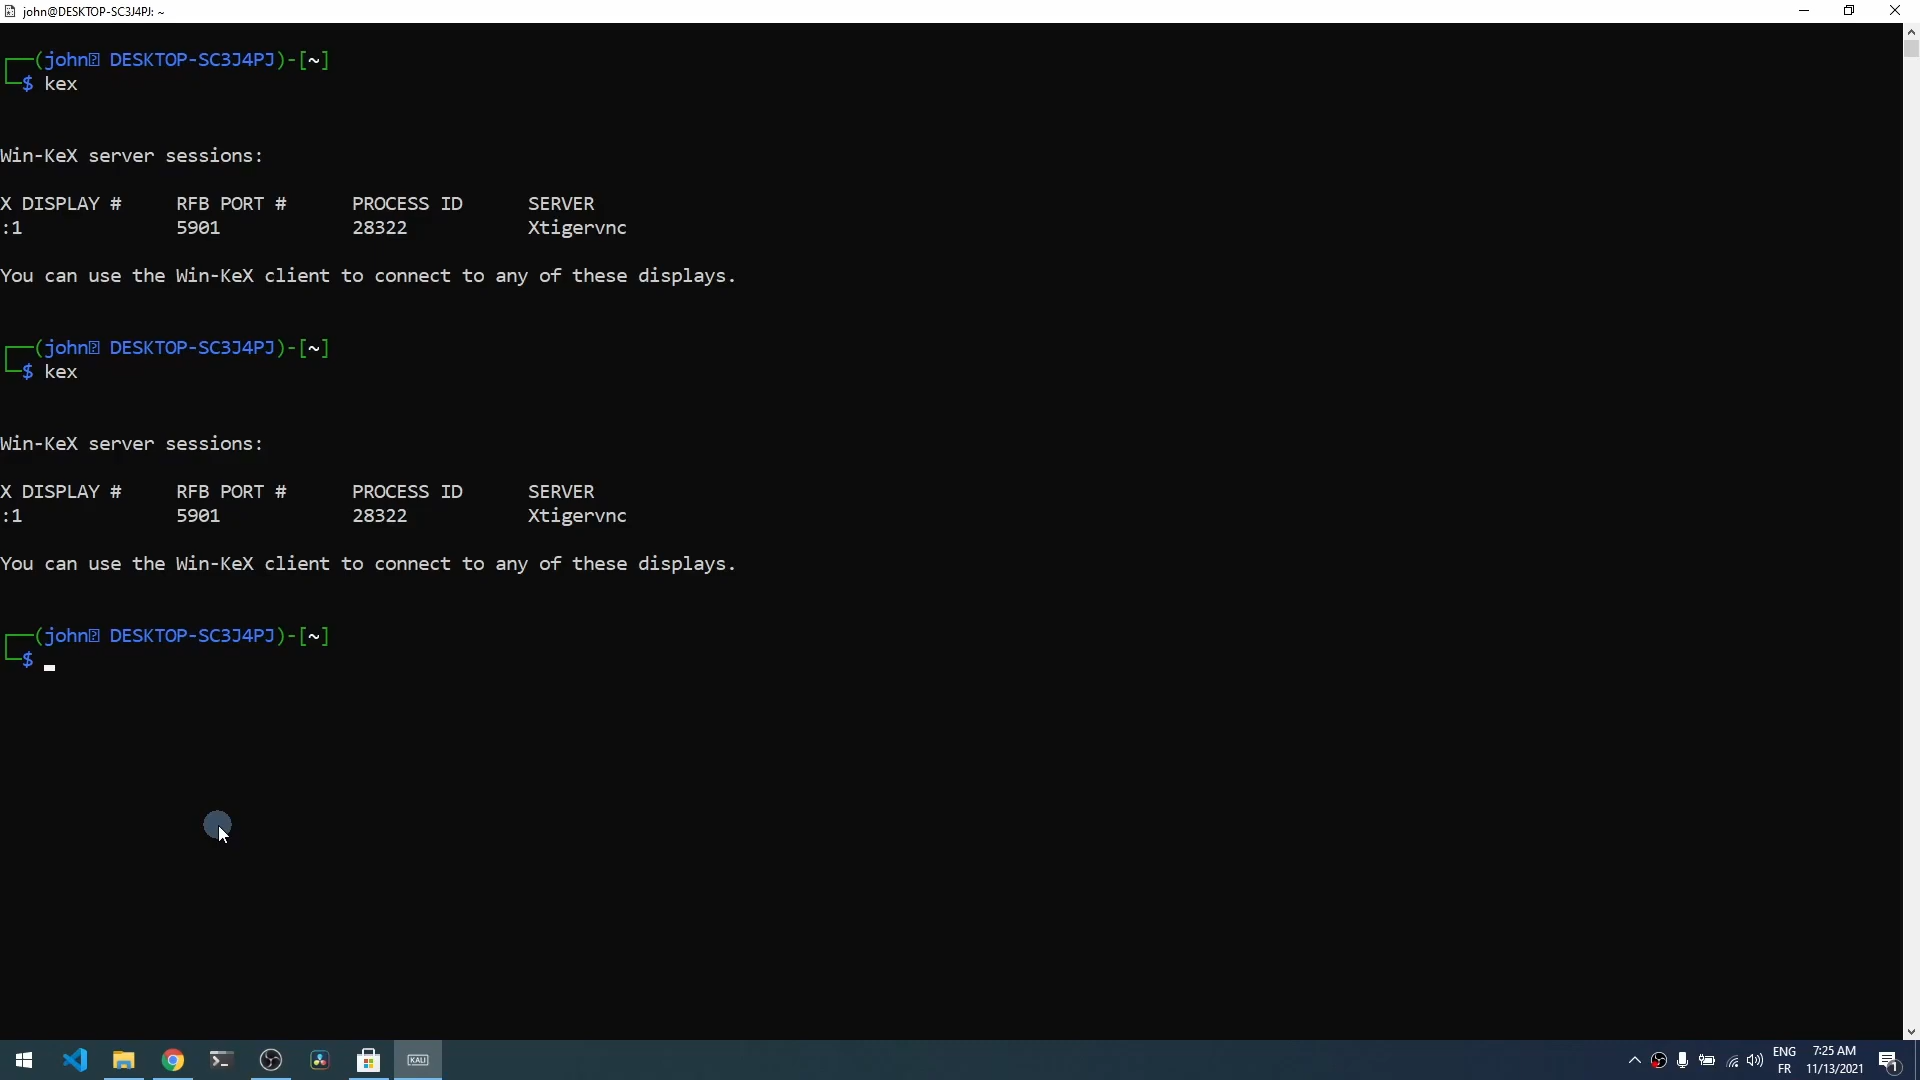 john@DESKTOP-SC3J4PJ: ~
┌──(john㉿ DESKTOP-SC3J4PJ)-[~]
└─$ kex
Win-KeX server sessions:
X DISPLAY # RFB PORT # PROCESS ID SERVER
:1 5901 28322 Xtigervnc
You can use the Win-KeX client to connect to any of these displays.
┌──(john㉿ DESKTOP-SC3J4PJ)-[~]
└─$ kex
Win-KeX server sessions:
X DISPLAY # RFB PORT # PROCESS ID SERVER
:1 5901 28322 Xtigervnc
You can use the Win-KeX client to connect to any of these displays.
┌──(john㉿ DESKTOP-SC3J4PJ)-[~]
└─$
KALI
ENG 7:25 AM
FR 11/13/2021
1